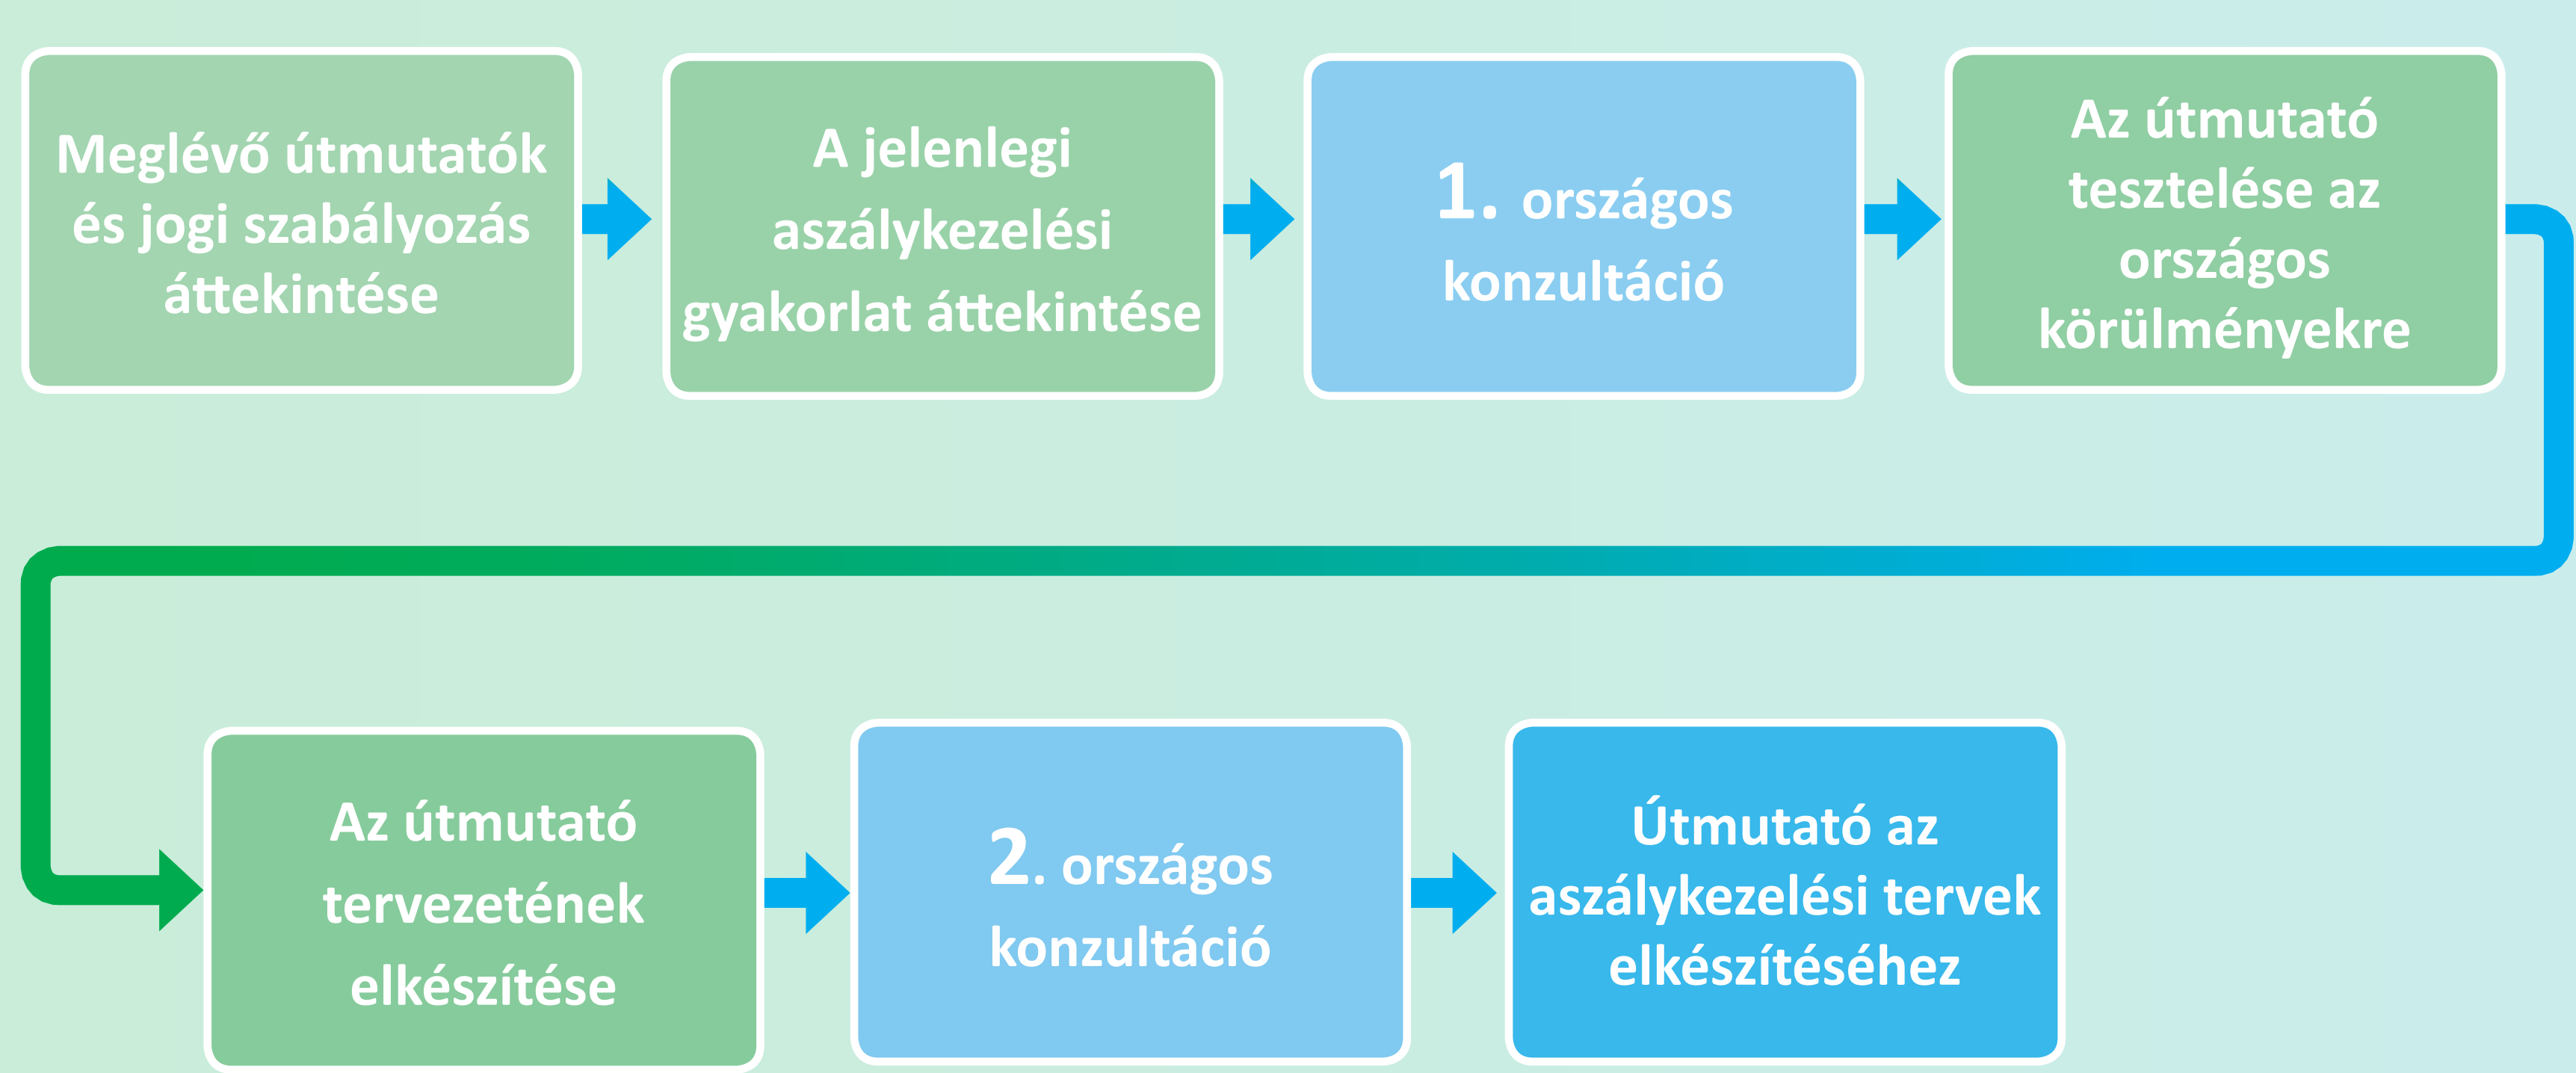 Meglévő útmutatók
és jogi szabályozás
áttekintése
A jelenlegi
aszálykezelési
gyakorlat áttekintése
1. országos
konzultáció
Az útmutató
tesztelése az
országos
körülményekre
Az útmutató
tervezetének
elkészítése
2. országos
konzultáció
Útmutató az
aszálykezelési tervek
elkészítéséhez